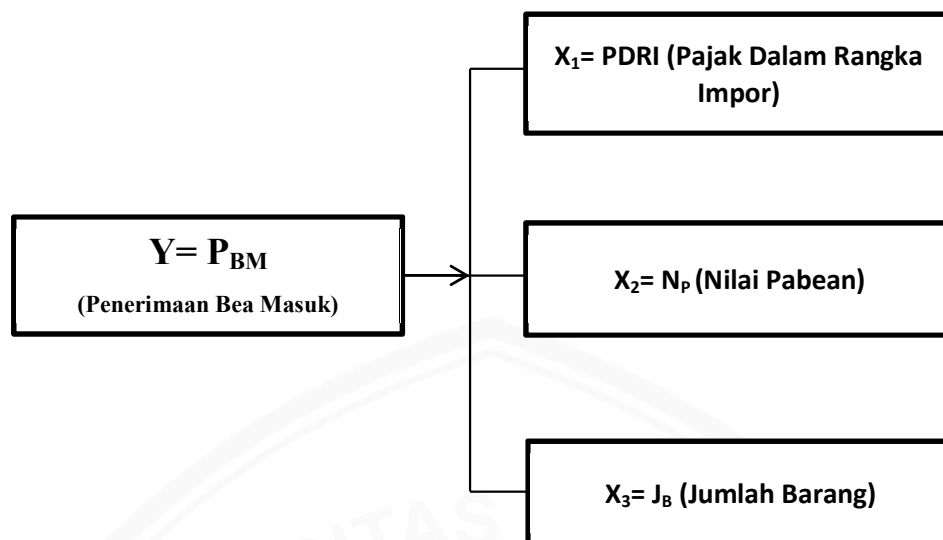 X₁= PDRI (Pajak Dalam Rangka
Impor)
Y= P_BM
(Penerimaan Bea Masuk)
X₂= N_P (Nilai Pabean)
X₃= J_B (Jumlah Barang)